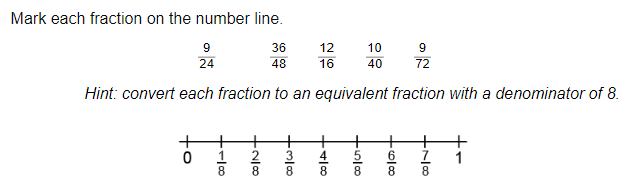 Mark each fraction on the number line.
9/24 36/48 12/16 10/40 9/72
Hint: convert each fraction to an equivalent fraction with a denominator of 8.
0 1/8 2/8 3/8 4/8 5/8 6/8 7/8 1